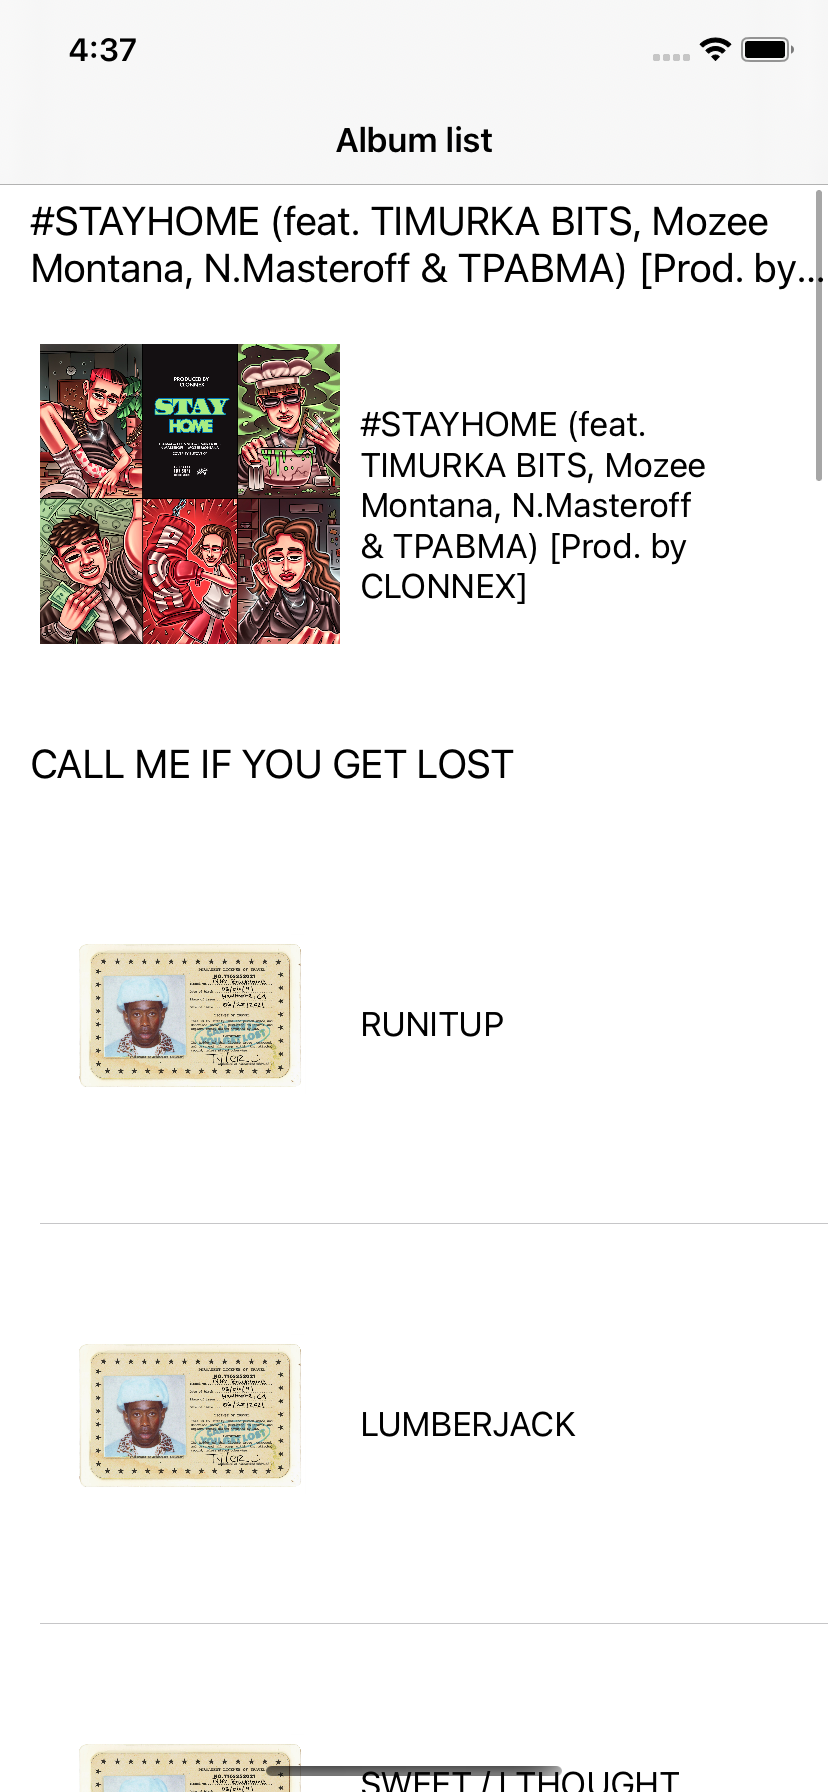 4:37
Album list
#STAYHOME (feat. TIMURKA BITS, Mozee
Montana, N.Masteroff & TPABMA) [Prod. by...
PRODUCED BY
CLONNEX
STAY
HOME
#STAYHOME (feat.
TIMURKA BITS, Mozee
Montana, N.Masteroff
& TPABMA) [Prod. by
CLONNEX]
CALL ME IF YOU GET LOST
RUNITUP
LUMBERJACK
SWEET / I THOUGHT